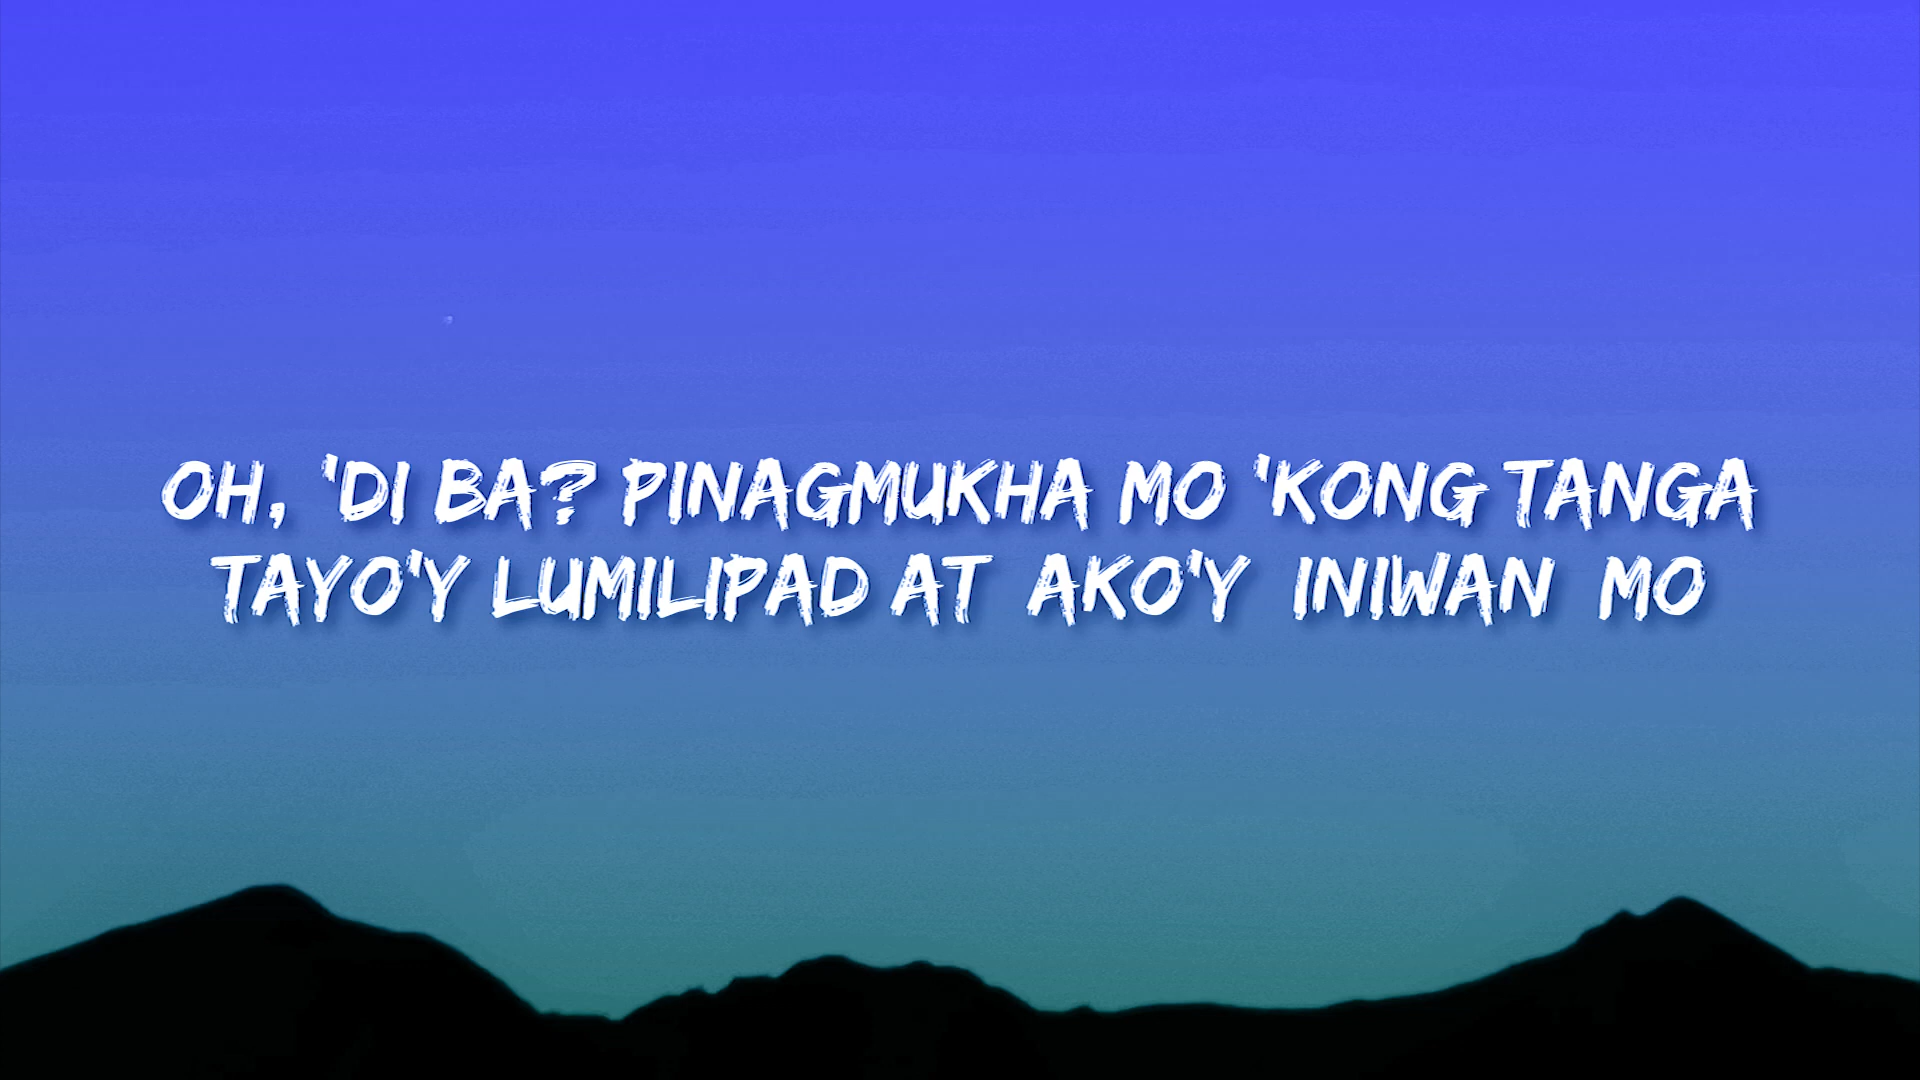 OH, 'DI BA? PINAGMUKHA MO 'KONG TANGA
TAYO'Y LUMILIPAD AT AKO'Y INIWAN MO